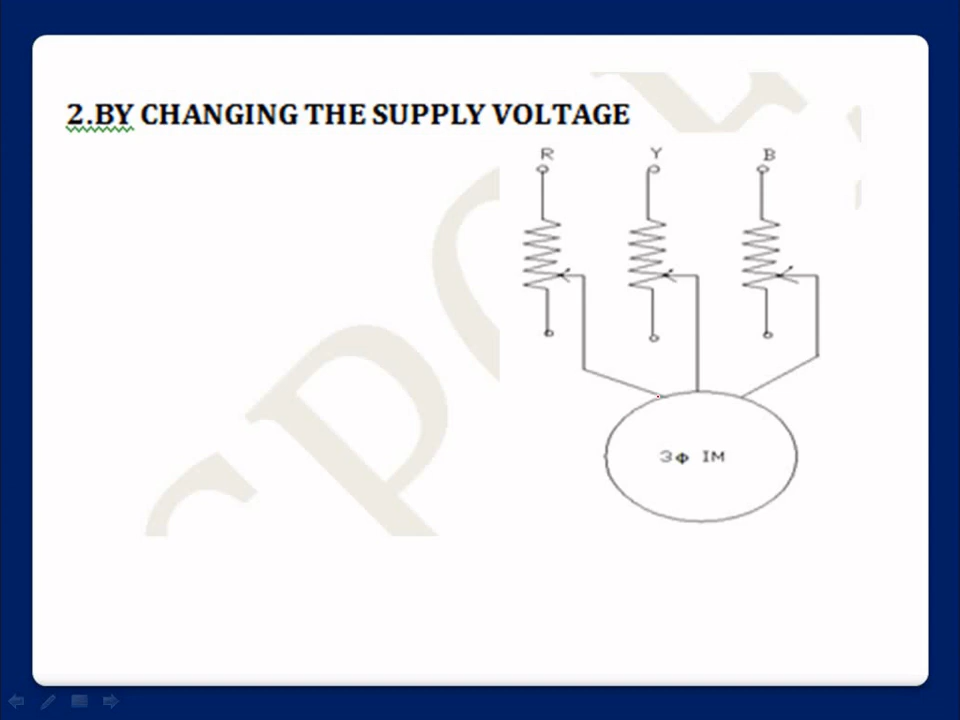 2.BY CHANGING THE SUPPLY VOLTAGE
R Y B
3Φ IM